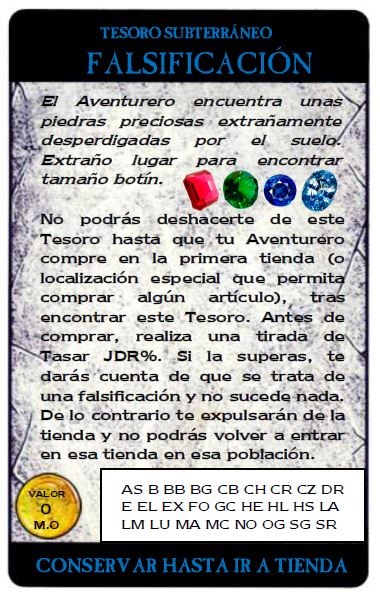 TESORO SUBTERRÁNEO
FALSIFICACIÓN
El Aventurero encuentra unas
piedras preciosas extrañamente
desperdigadas por el suelo.
Extraño lugar para encontrar
tamaño botín.
No podrás deshacerte de este
Tesoro hasta que tu Aventurero
compre en la primera tienda (o
localización especial que permita
comprar algún artículo), tras
encontrar este Tesoro. Antes de
comprar, realiza una tirada de
Tasar JDR%. Si la superas, te
darás cuenta de que se trata de
una falsificación y no sucede nada.
De lo contrario te expulsarán de la
tienda y no podrás volver a entrar
en esa tienda en esa población.
VALOR
0
M.O
AS B BB BG CB CH CR CZ DR
E EL EX FO GC HE HL HS LA
LM LU MA MC NO OG SG SR
CONSERVAR HASTA IR A TIENDA